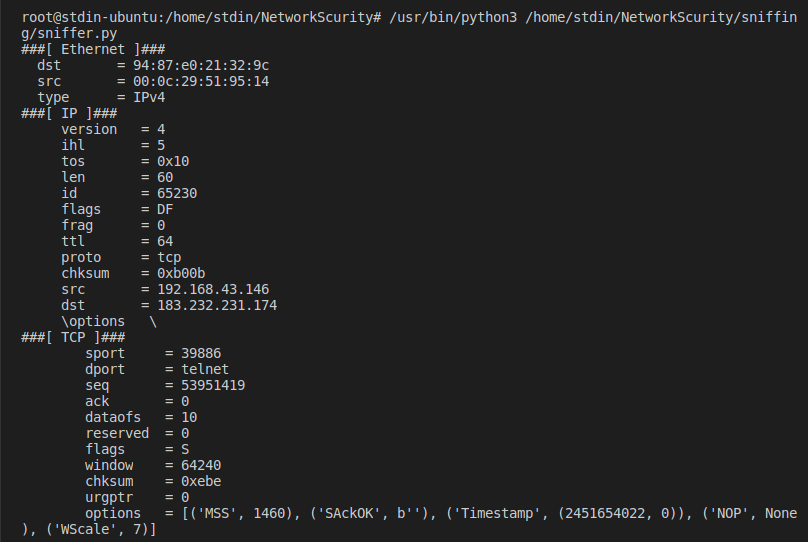 root@stdin-ubuntu:/home/stdin/NetworkScurity# /usr/bin/python3 /home/stdin/NetworkScurity/sniffin
g/sniffer.py
###[ Ethernet ]###
  dst       = 94:87:e0:21:32:9c
  src       = 00:0c:29:51:95:14
  type      = IPv4
###[ IP ]###
     version   = 4
     ihl       = 5
     tos       = 0x10
     len       = 60
     id        = 65230
     flags     = DF
     frag      = 0
     ttl       = 64
     proto     = tcp
     chksum    = 0xb00b
     src       = 192.168.43.146
     dst       = 183.232.231.174
     \options   \
###[ TCP ]###
        sport     = 39886
        dport     = telnet
        seq       = 53951419
        ack       = 0
        dataofs   = 10
        reserved  = 0
        flags     = S
        window    = 64240
        chksum    = 0xebe
        urgptr    = 0
        options   = [('MSS', 1460), ('SAckOK', b''), ('Timestamp', (2451654022, 0)), ('NOP', None
), ('WScale', 7)]